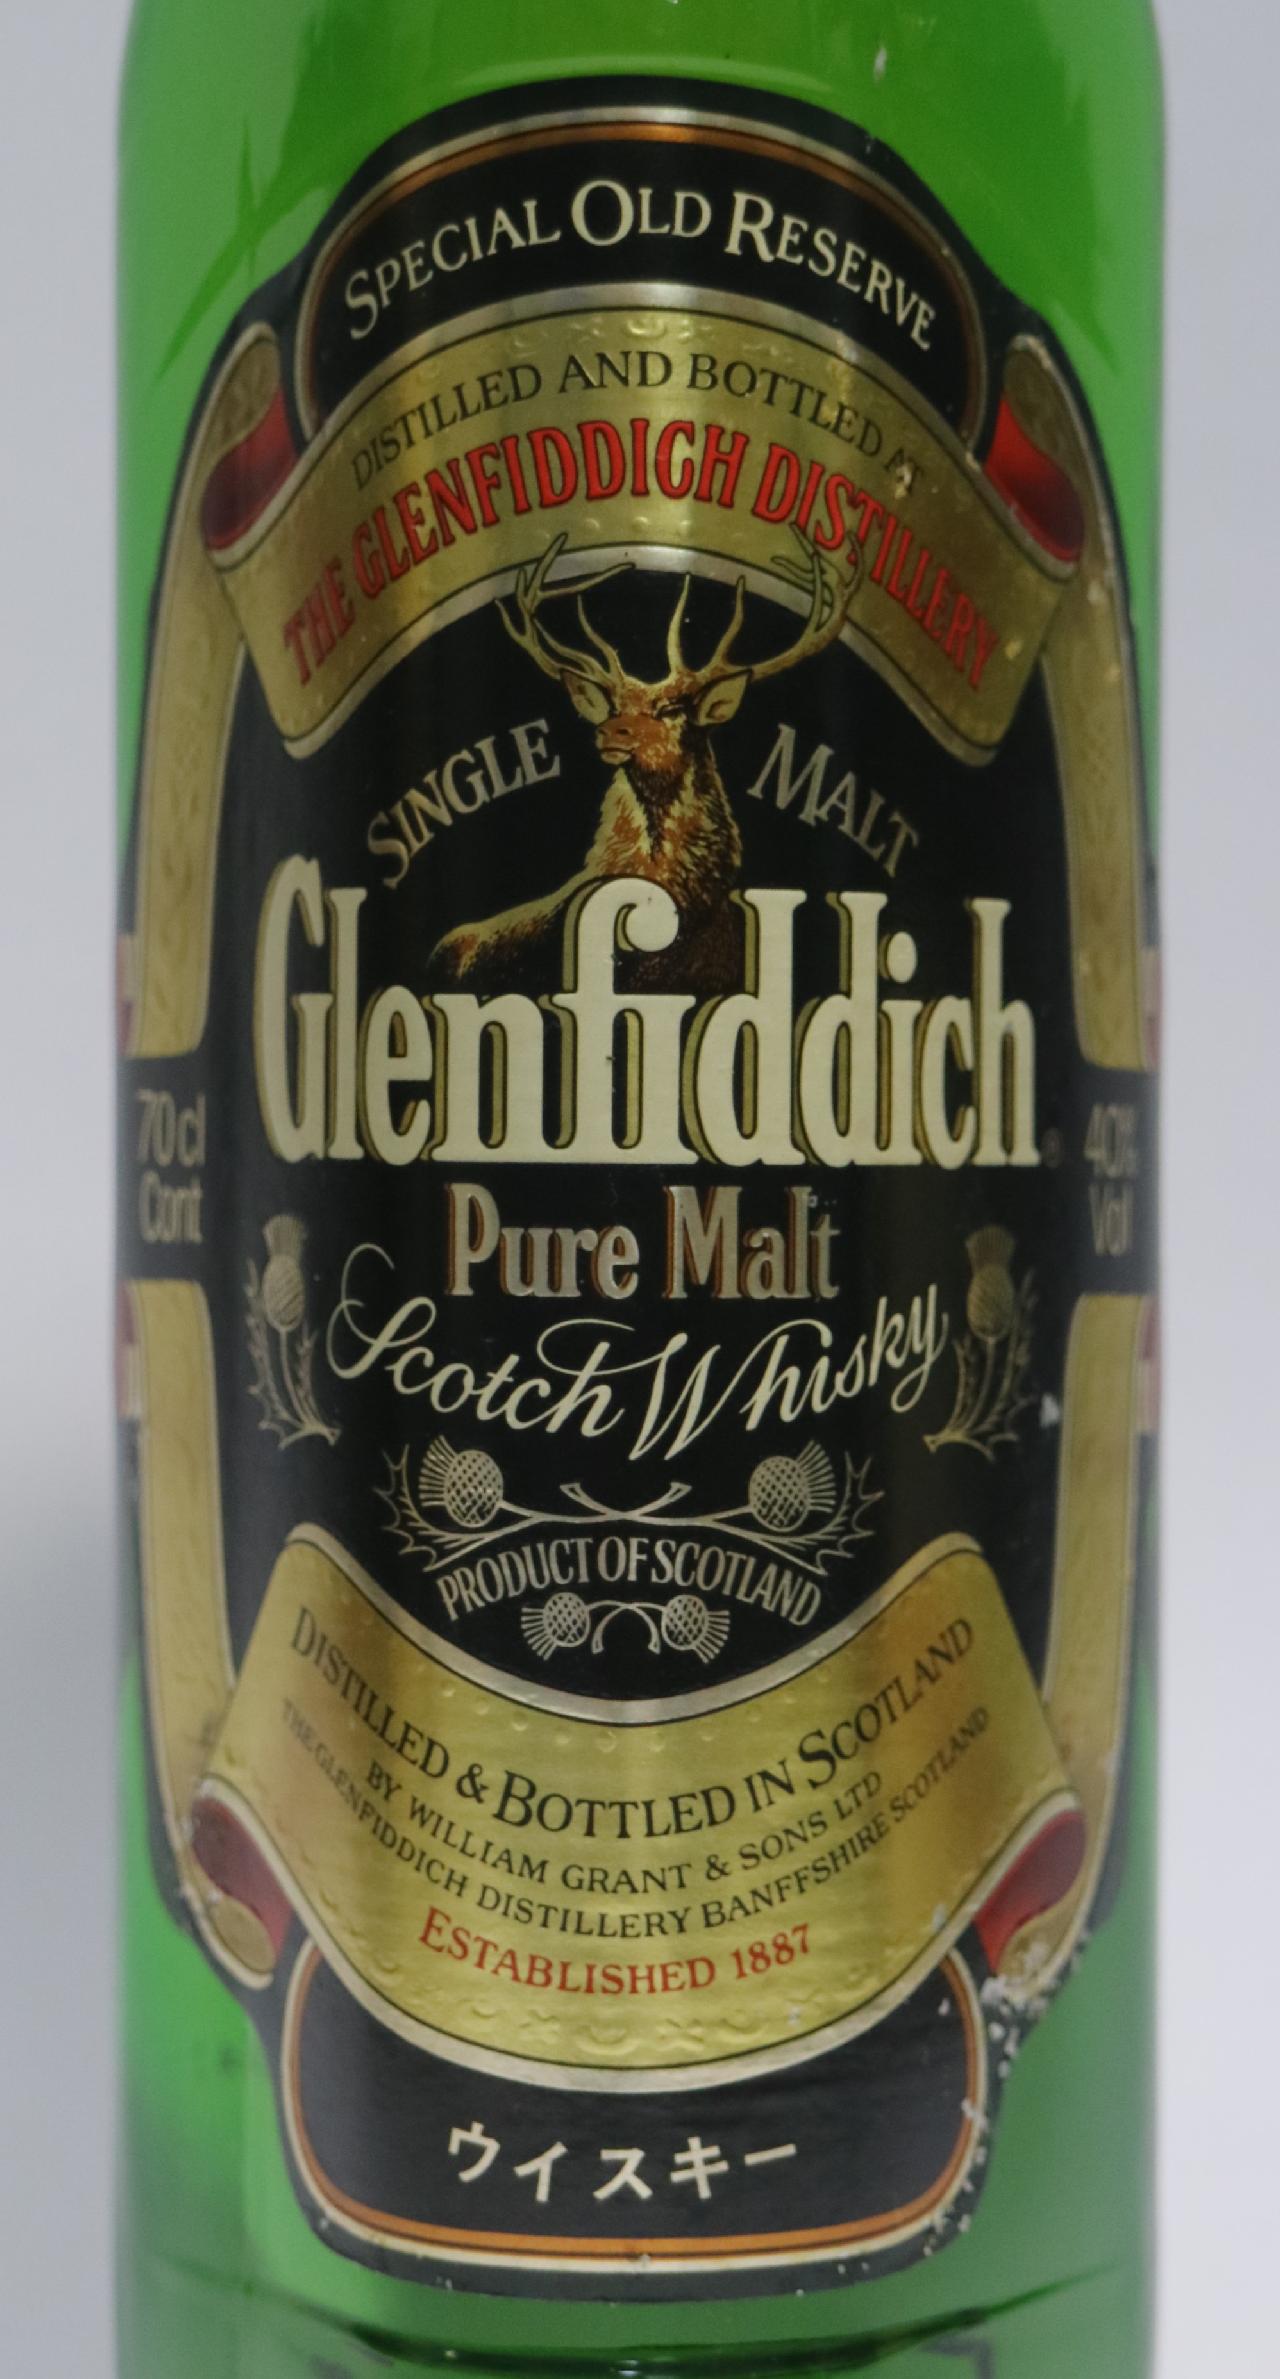 SPECIAL OLD RESERVE
DISTILLED AND BOTTLED AT
THE GLENFIDDICH DISTILLERY
SINGLE MALT
Glenfiddich®
70cl
Cont
40%
Vol
Pure Malt
Scotch Whisky
PRODUCT OF SCOTLAND
DISTILLED & BOTTLED IN SCOTLAND
BY WILLIAM GRANT & SONS LTD
THE GLENFIDDICH DISTILLERY BANFFSHIRE SCOTLAND
ESTABLISHED 1887
ウイスキー